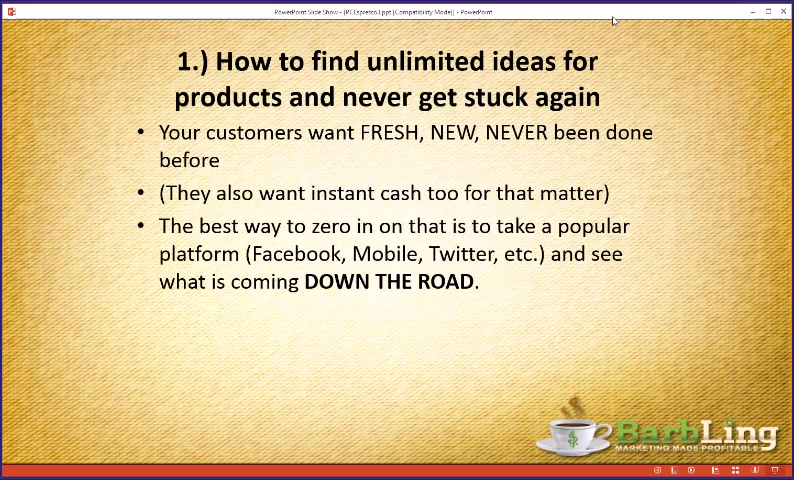 PowerPoint Slide Show - [PCEspresso3.ppt [Compatibility Mode]] - PowerPoint
1.) How to find unlimited ideas for
products and never get stuck again
• Your customers want FRESH, NEW, NEVER been done
before
• (They also want instant cash too for that matter)
• The best way to zero in on that is to take a popular
platform (Facebook, Mobile, Twitter, etc.) and see
what is coming DOWN THE ROAD.
$
BarbLing
MARKETING MADE PROFITABLE